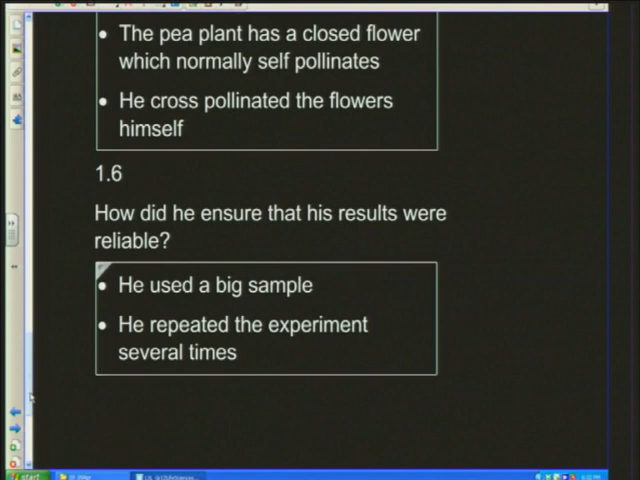 The pea plant has a closed flower
which normally self pollinates
He cross pollinated the flowers
himself
1.6
How did he ensure that his results were
reliable?
He used a big sample
He repeated the experiment
several times
start